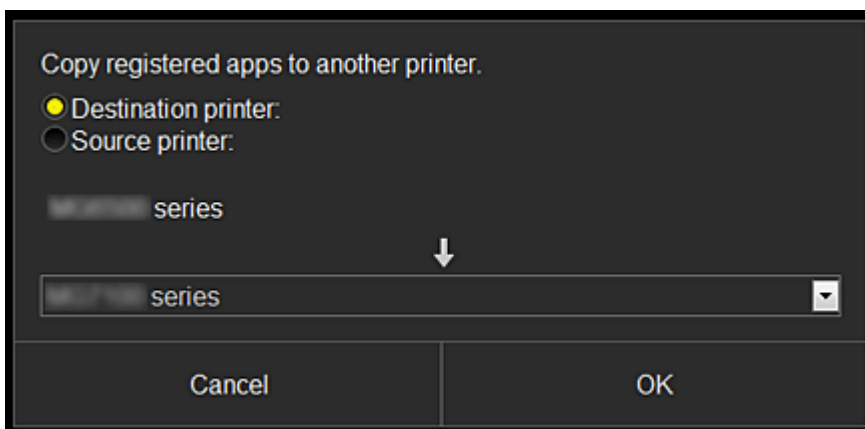 Copy registered apps to another printer.
Destination printer:
Source printer:
series
series
Cancel
OK